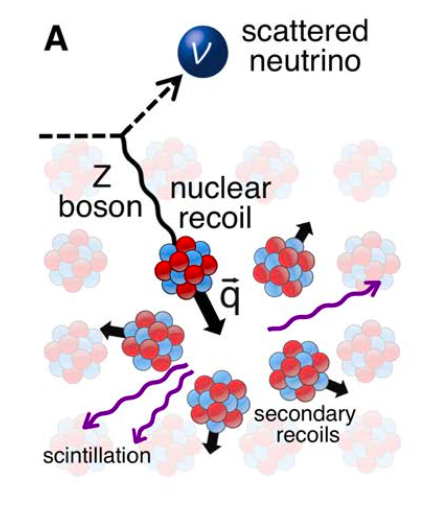 A
scattered
neutrino
ν
Z
boson
nuclear
recoil
q⃗
secondary
recoils
scintillation